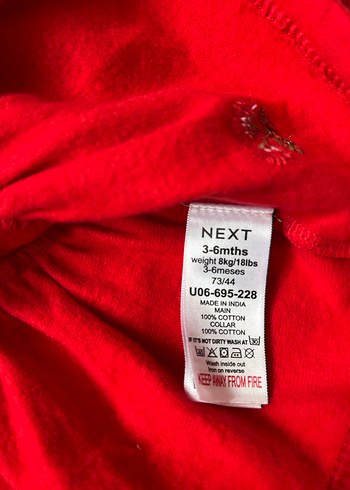 NEXT
3-6mths
weight 8kg/18lbs
3-6meses
73/44
U06-695-228
MADE IN INDIA
MAIN
100% COTTON
COLLAR
100% COTTON
IF IT'S NOT DIRTY WASH AT 30
Wash inside out
Iron on reverse
KEEP AWAY FROM FIRE